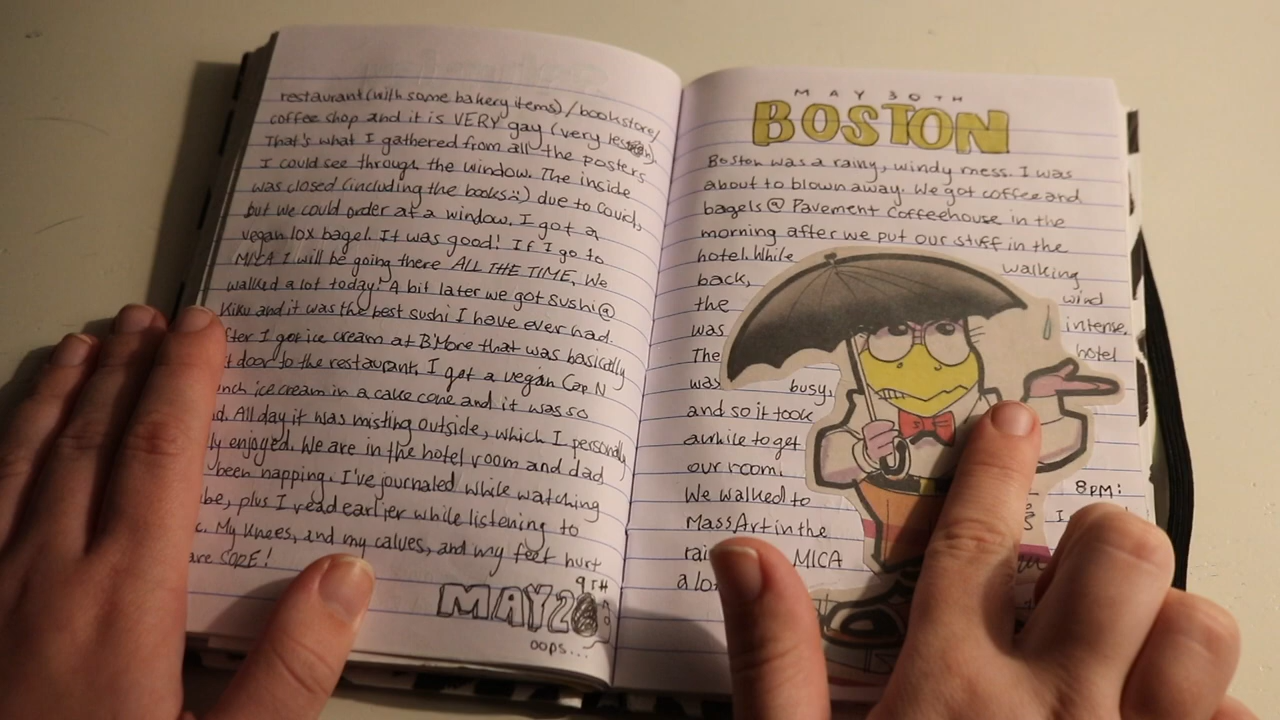 restaurant (with some bakery items)/bookstore/
coffee shop and it is VERY gay (very
That's what I gathered from all the posters
I could see through the window. The inside
was closed (including the books :() due to Covid,
but we could order at a window. I got a
vegan lox bagel. It was good! If I go to
MICA I will be going there ALL THE TIME. We
walked a lot today! A bit later we got sushi @
Kiku and it was the best sushi I have ever had.
fter I got ice cream at B'More that was basically
t door to the restaurant. I got a vegan Cap N
nch ice cream in a cake cone and it was so
d. All day it was misting outside, which I personally
ly enjoyed. We are in the hotel room and dad
been napping. I've journaled while watching
be, plus I read earlier while listening to
c. My knees, and my calves, and my feet hurt
are SORE!
9TH
MAY 2
oops...
MAY 30TH
BOSTON
Boston was a rainy, windy mess. I was
about to blown away. We got coffee and
bagels @ Pavement Coffeehouse in the
morning after we put our stuff in the
hotel. While walking
back,
the wind
was intense.
The hotel
was busy,
and so it took
awhile to get
our room.
We walked to 8PM:
MassArt in the I
rai MICA
a lo